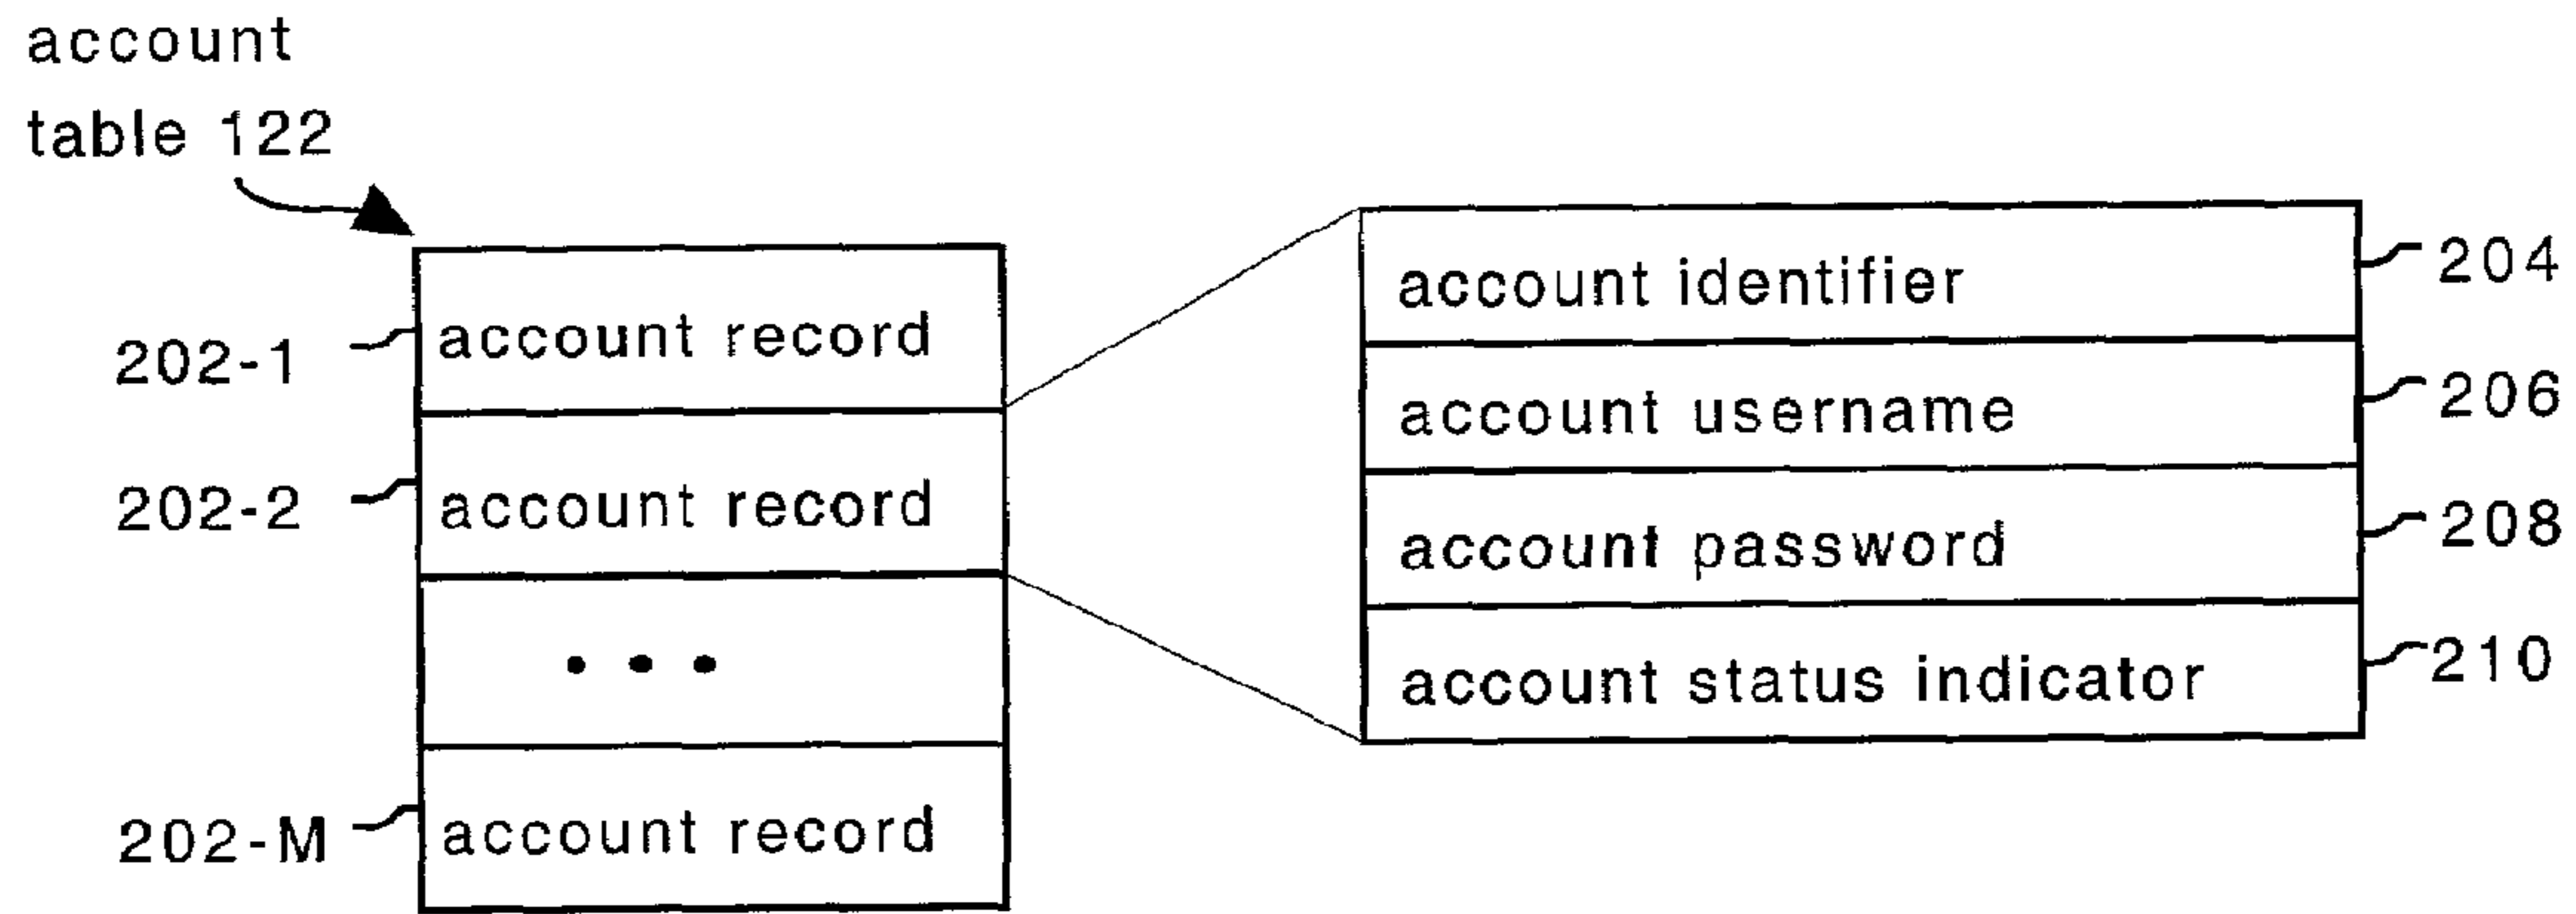 account
table 122
202-1 account record
202-2 account record
• • •
202-M account record
account identifier 204
account username 206
account password 208
account status indicator 210